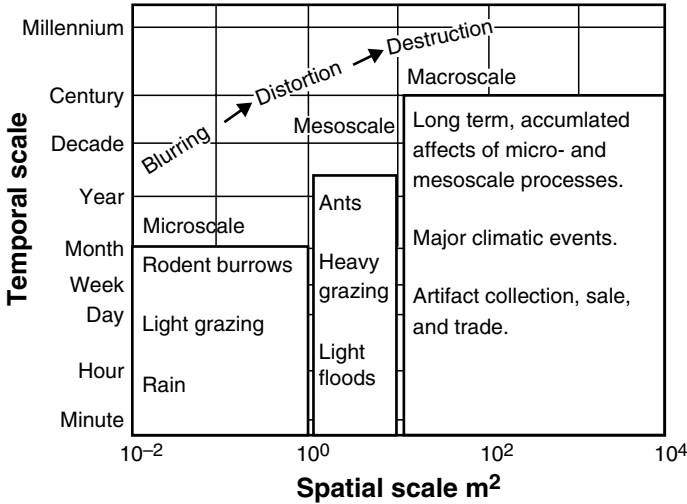 Millennium
Century
Decade
Year
Month
Week
Day
Hour
Minute
Temporal scale
Blurring
Distortion
Destruction
Microscale
Rodent burrows
Light grazing
Rain
Mesoscale
Ants
Heavy
grazing
Light
floods
Macroscale
Long term, accumlated
affects of micro- and
mesoscale processes.
Major climatic events.
Artifact collection, sale,
and trade.
10⁻² 10⁰ 10² 10⁴
Spatial scale m²